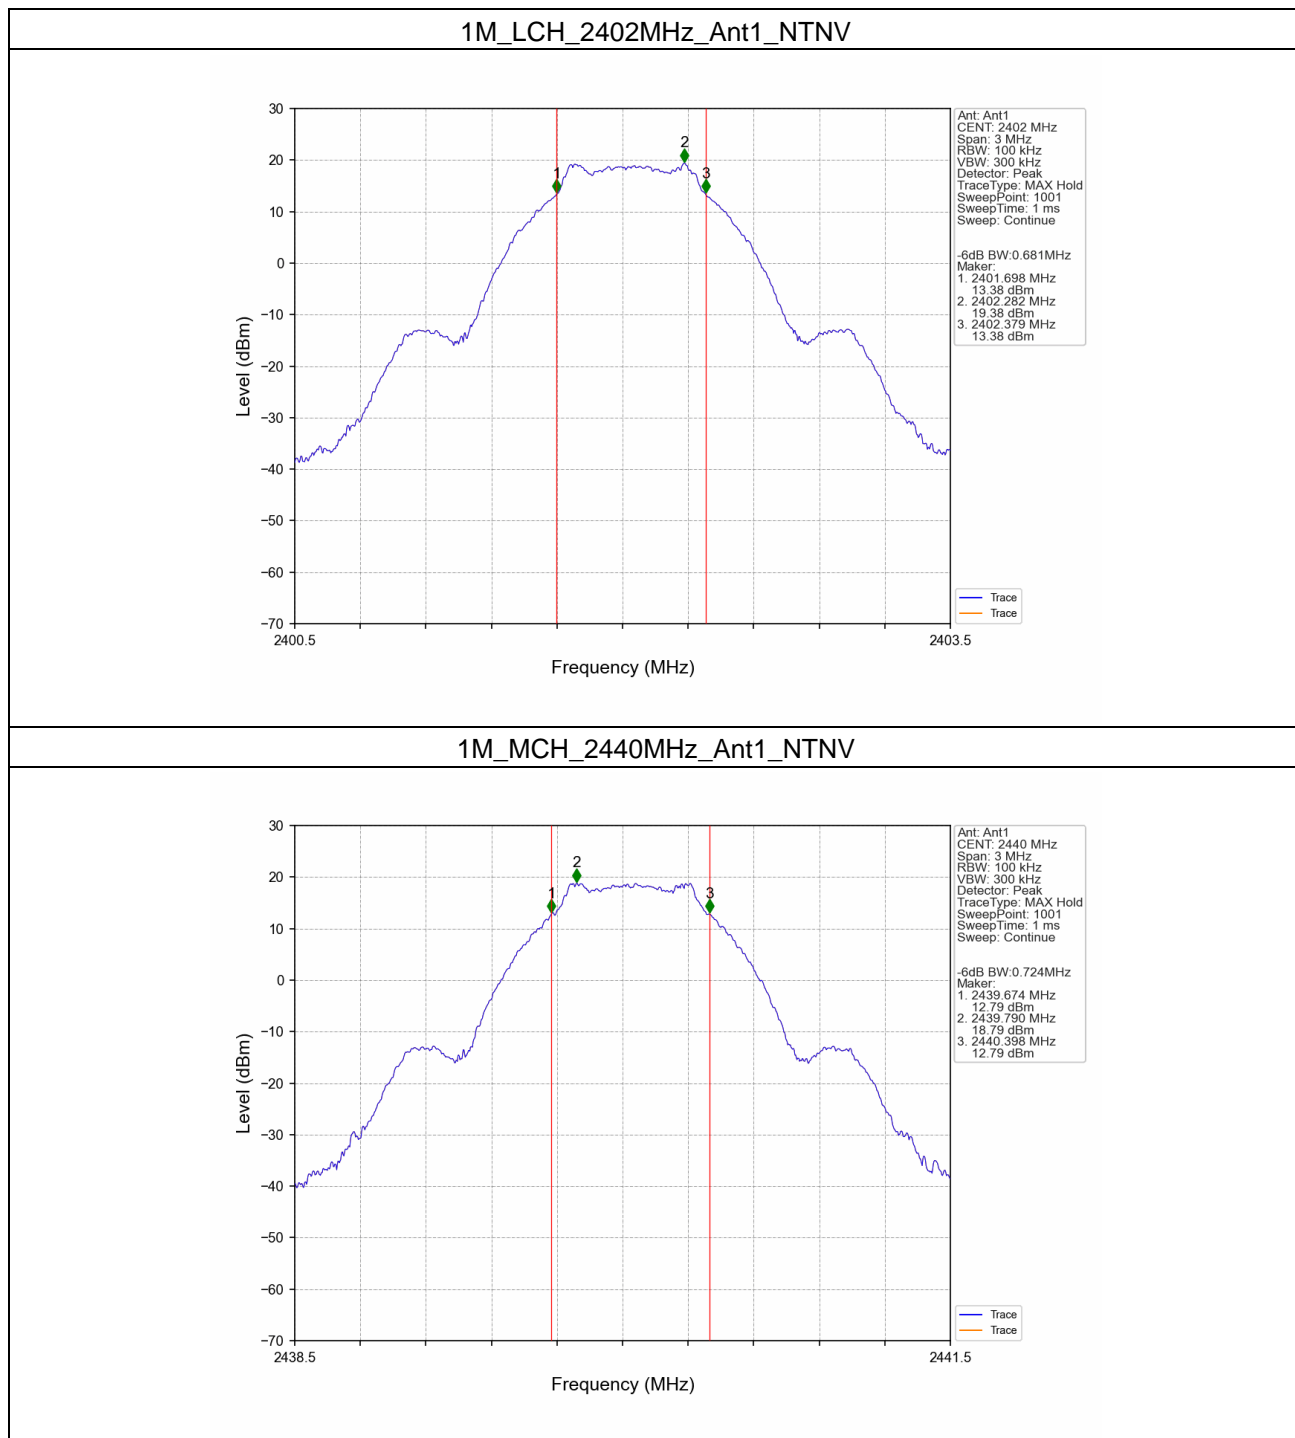 1M_LCH_2402MHz_Ant1_NTNV
30
20
10
0
−10
−20
−30
−40
−50
−60
−70
Level (dBm)
2400.5
2403.5
Frequency (MHz)
1
2
3
Ant: Ant1
CENT: 2402 MHz
Span: 3 MHz
RBW: 100 kHz
VBW: 300 kHz
Detector: Peak
TraceType: MAX Hold
SweepPoint: 1001
SweepTime: 1 ms
Sweep: Continue
-6dB BW:0.681MHz
Maker:
1. 2401.698 MHz
13.38 dBm
2. 2402.282 MHz
19.38 dBm
3. 2402.379 MHz
13.38 dBm
Trace
Trace
1M_MCH_2440MHz_Ant1_NTNV
30
20
10
0
−10
−20
−30
−40
−50
−60
−70
Level (dBm)
2438.5
2441.5
Frequency (MHz)
1
2
3
Ant: Ant1
CENT: 2440 MHz
Span: 3 MHz
RBW: 100 kHz
VBW: 300 kHz
Detector: Peak
TraceType: MAX Hold
SweepPoint: 1001
SweepTime: 1 ms
Sweep: Continue
-6dB BW:0.724MHz
Maker:
1. 2439.674 MHz
12.79 dBm
2. 2439.790 MHz
18.79 dBm
3. 2440.398 MHz
12.79 dBm
Trace
Trace